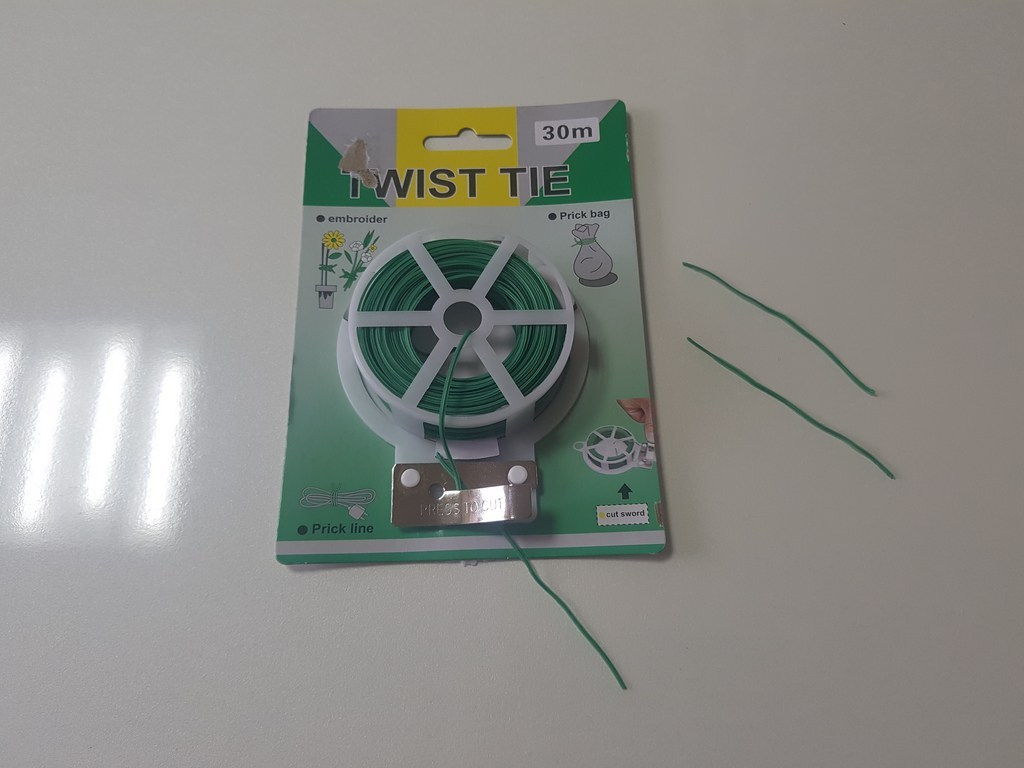 30m
TWIST TIE
embroider
Prick bag
PRESS TO CUT
cut sword
Prick line